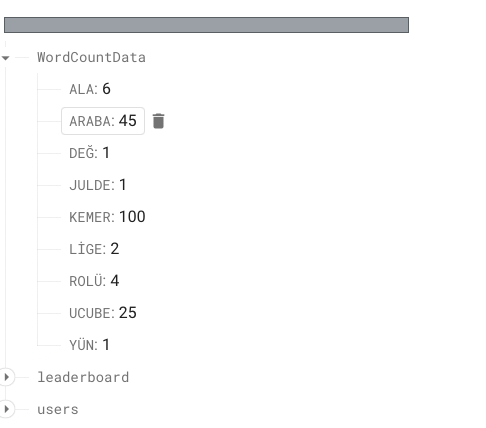 WordCountData
ALA: 6
ARABA: 45
DEĞ: 1
JULDE: 1
KEMER: 100
LİGE: 2
ROLÜ: 4
UCUBE: 25
YÜN: 1
leaderboard
users